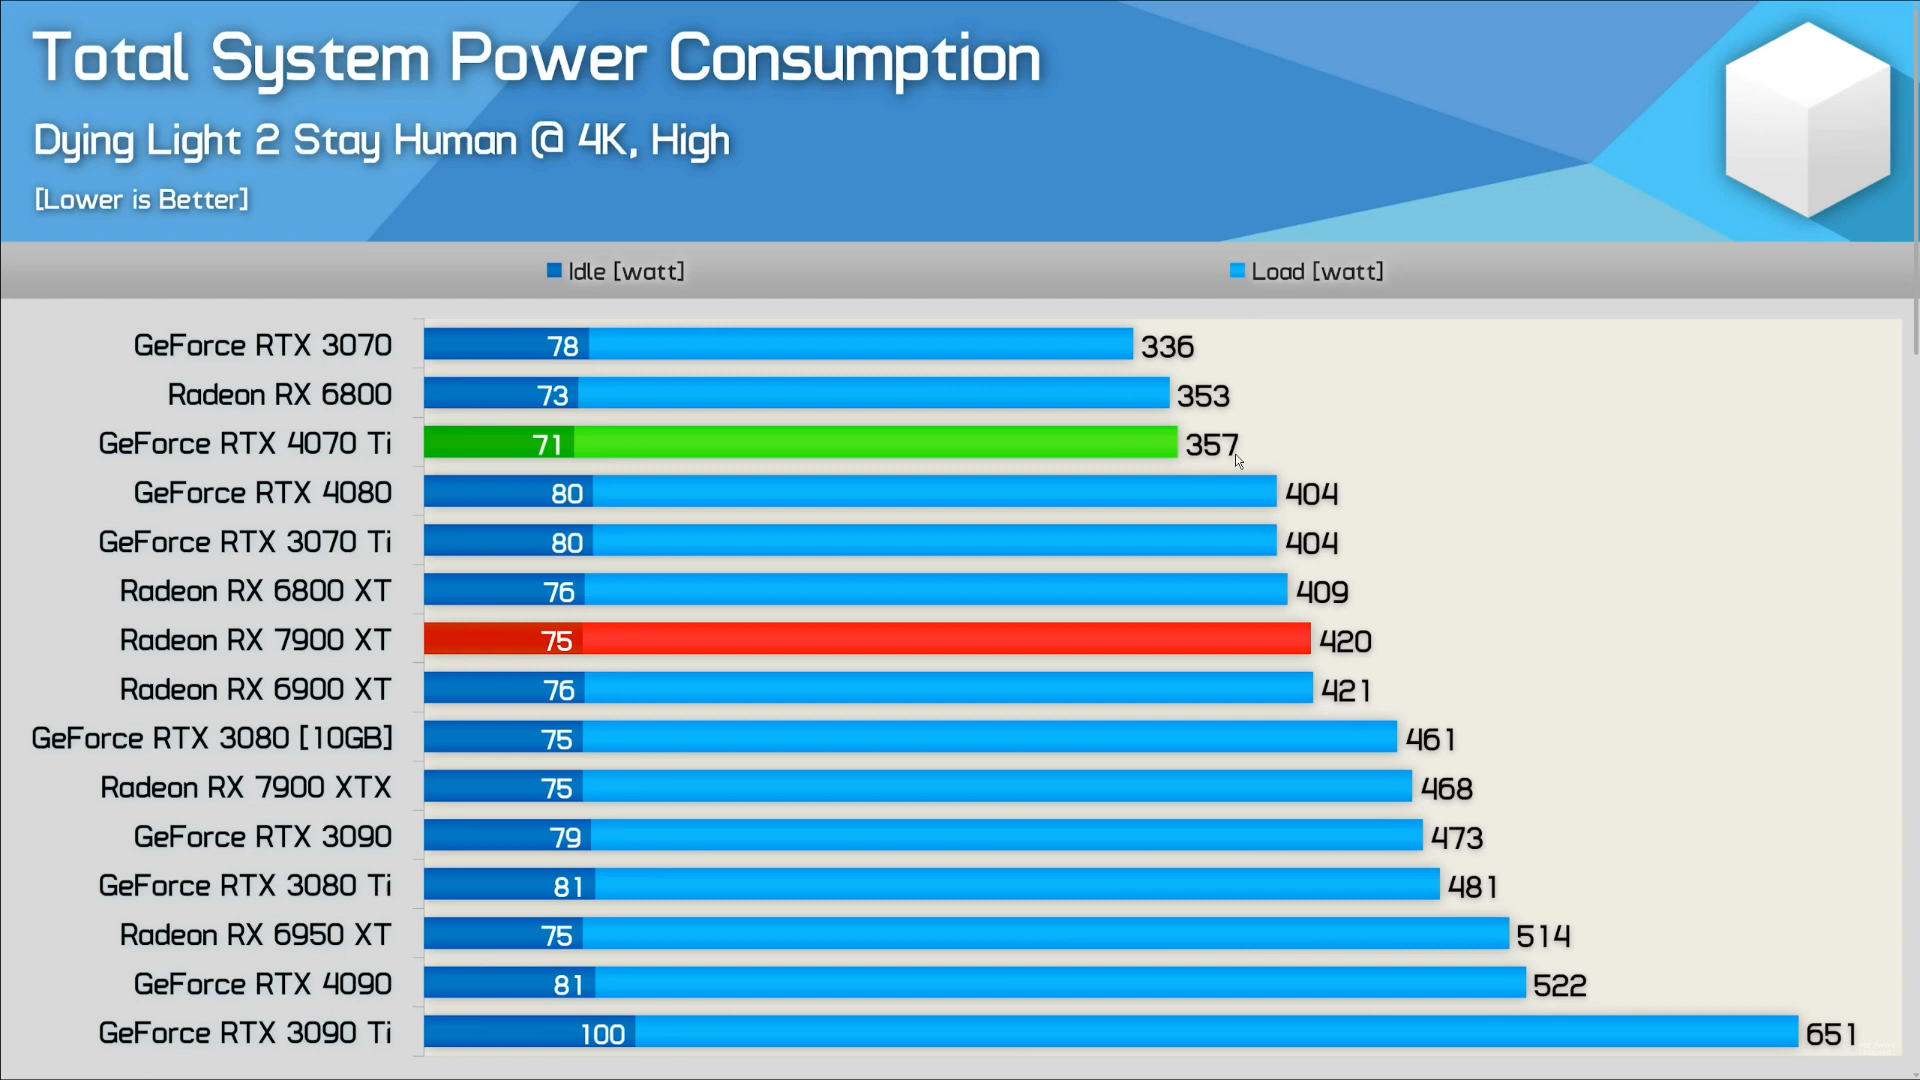 Total System Power Consumption
Dying Light 2 Stay Human @ 4K, High
[Lower is Better]
Idle [watt] Load [watt]
GeForce RTX 3070 78 336
Radeon RX 6800 73 353
GeForce RTX 4070 Ti 71 357
GeForce RTX 4080 80 404
GeForce RTX 3070 Ti 80 404
Radeon RX 6800 XT 76 409
Radeon RX 7900 XT 75 420
Radeon RX 6900 XT 76 421
GeForce RTX 3080 [10GB] 75 461
Radeon RX 7900 XTX 75 468
GeForce RTX 3090 79 473
GeForce RTX 3080 Ti 81 481
Radeon RX 6950 XT 75 514
GeForce RTX 4090 81 522
GeForce RTX 3090 Ti 100 651